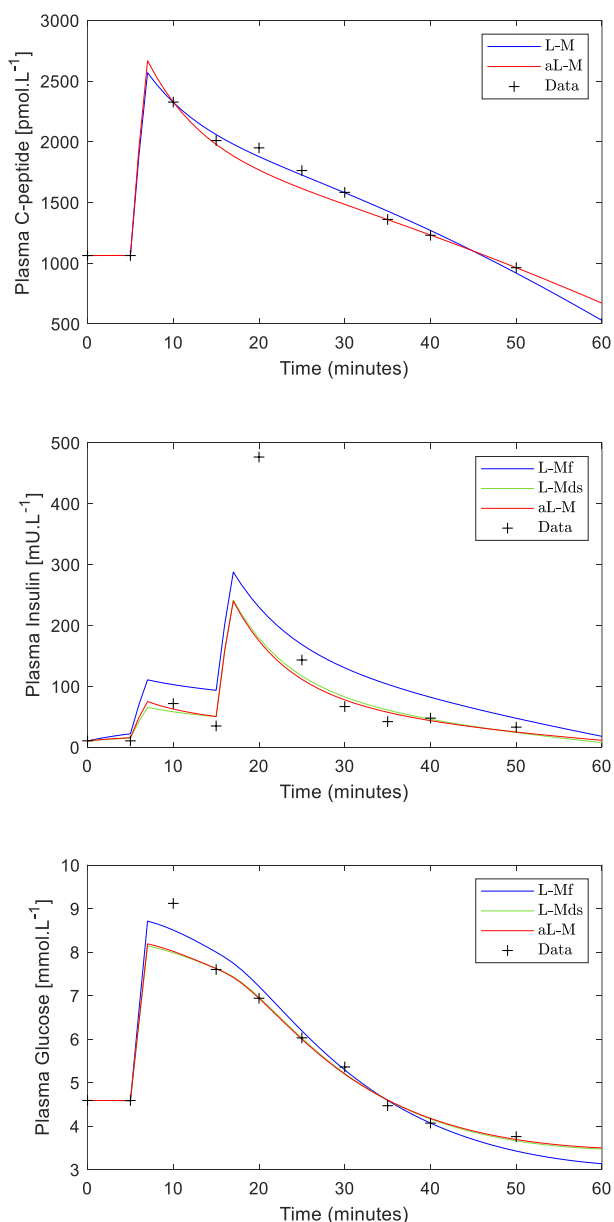 3000
2500
2000
1500
1000
500
Plasma C-peptide [pmol.L⁻¹]
L-M
aL-M
Data
0 10 20 30 40 50 60
Time (minutes)
500
400
300
200
100
0
Plasma Insulin [mU.L⁻¹]
L-Mf
L-Mds
aL-M
Data
0 10 20 30 40 50 60
Time (minutes)
10
9
8
7
6
5
4
3
Plasma Glucose [mmol.L⁻¹]
L-Mf
L-Mds
aL-M
Data
0 10 20 30 40 50 60
Time (minutes)